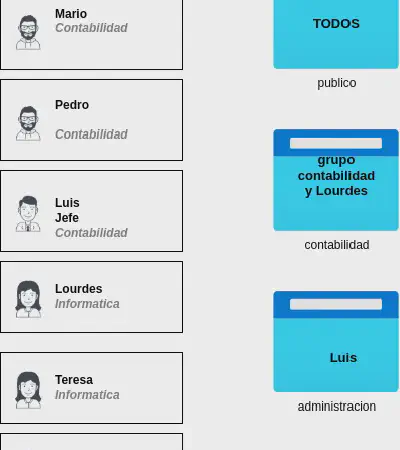 Mario
Contabilidad
Pedro
Contabilidad
Luis
Jefe
Contabilidad
Lourdes
Informatica
Teresa
Informatica
TODOS
publico
grupo
contabilidad
y Lourdes
contabilidad
Luis
administracion